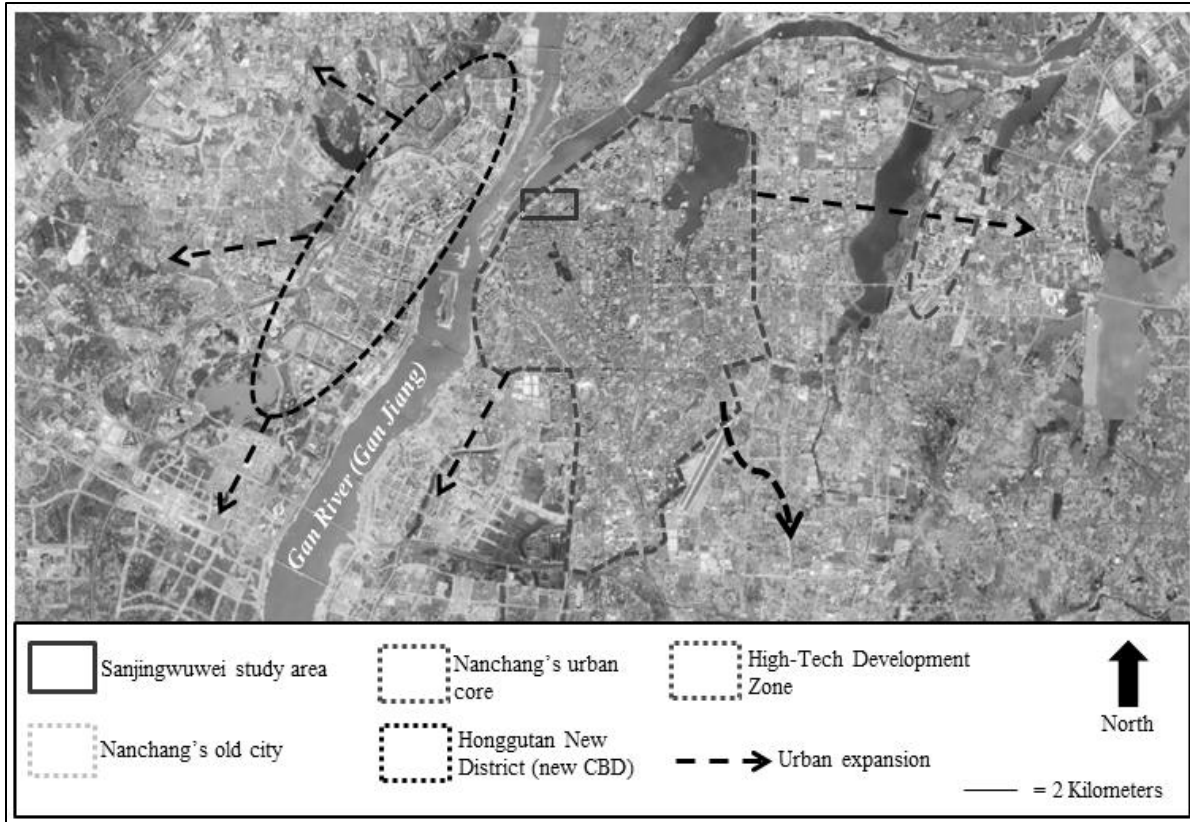 Gan River (Gan Jiang)
Sanjingwuwei study area
Nanchang's urban
core
High-Tech Development
Zone
North
Nanchang's old city
Honggutan New
District (new CBD)
Urban expansion
= 2 Kilometers